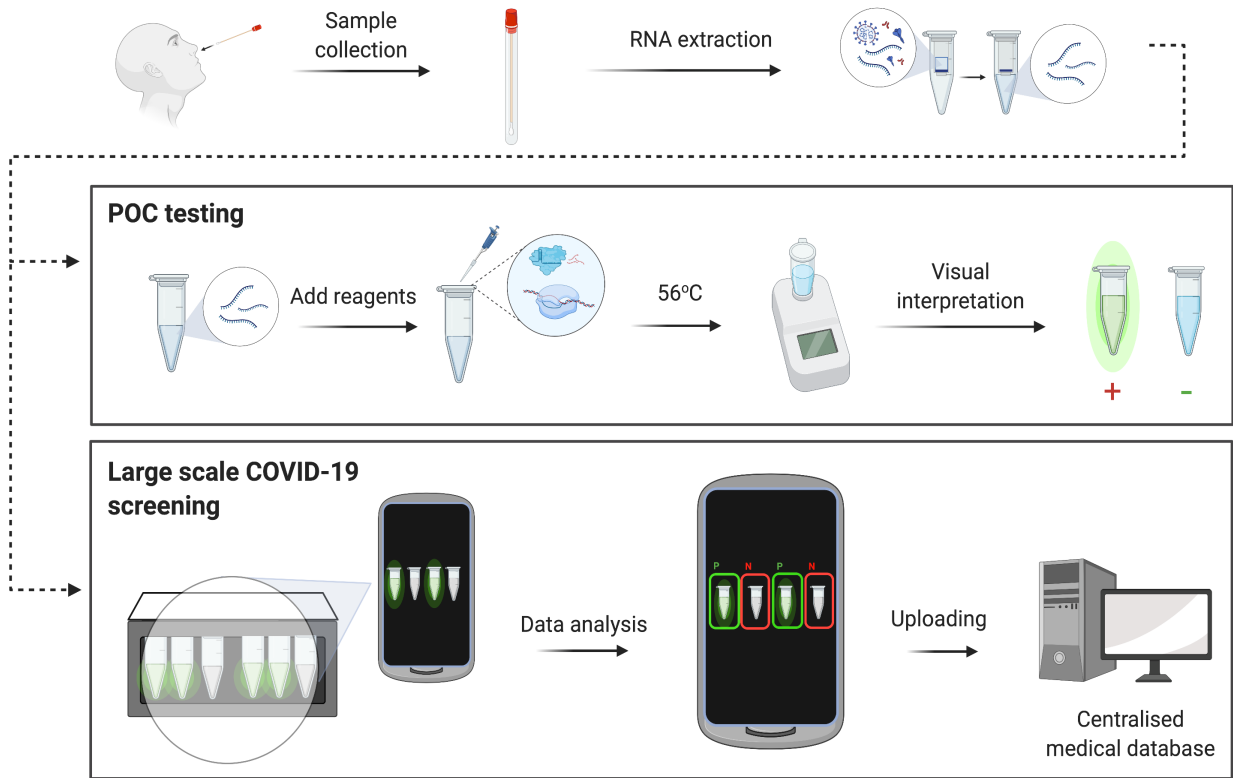 Sample
collection
RNA extraction
POC testing
Add reagents
56ºC
Visual
interpretation
+
-
Large scale COVID-19
screening
P
N
P
N
Data analysis
Uploading
Centralised
medical database